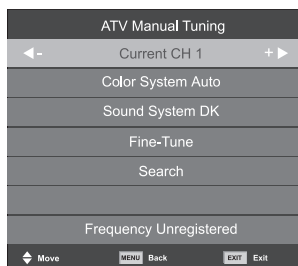 ATV Manual Tuning
Current CH 1
Color System Auto
Sound System DK
Fine-Tune
Search
Frequency Unregistered
Move MENU Back EXIT Exit